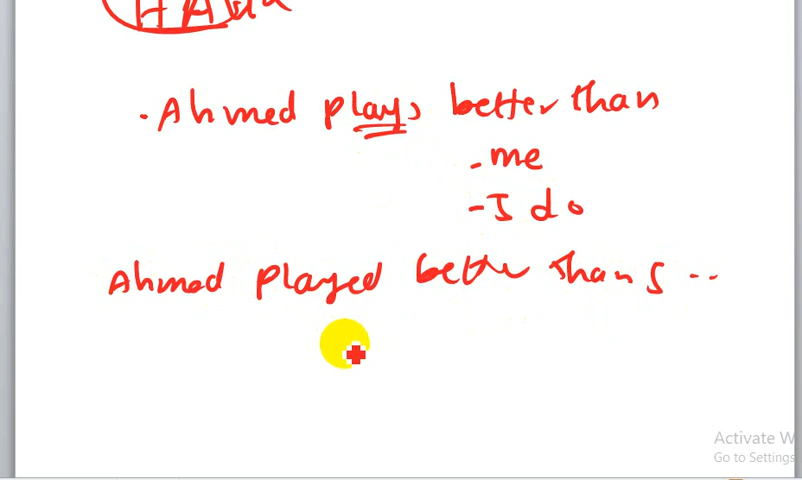 . Ahmed plays better than
- me
- I do
Ahmed played better than I ..
Activate W
Go to Settings